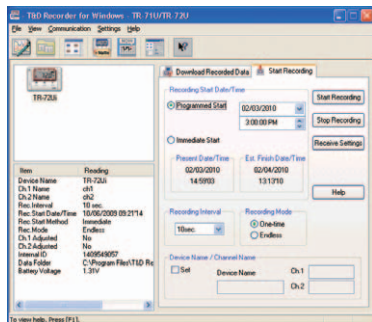 T&D Recorder for Windows - TR-71U/TR-72U
File View Communication Settings Help
TR-72Ui
Item Reading
Device Name TR-72Ui
Ch.1 Name ch1
Ch.2 Name ch2
Rec.Interval 10 sec.
Rec.Start Date/Time 10/06/2009 09:21'14
Rec.Start Method Immediate
Rec.Mode Endless
Ch.1 Adjusted No
Ch.2 Adjusted No
Internal ID 1409549057
Data Folder C:\Program Files\T&D Re
Battery Voltage 1.31V
Download Recorded Data Start Recording
Recording Start Date/Time
Programmed Start 02/03/2010
3:00:00 PM
Immediate Start
Present Date/Time Est. Finish Date/Time
02/03/2010 02/04/2010
14:59'03 13:13'10
Start Recording
Stop Recording
Receive Settings
Help
Recording Interval Recording Mode
10sec One-time
Endless
Device Name / Channel Name
Set Device Name Ch.1
Ch.2
To view help, Press [F1].